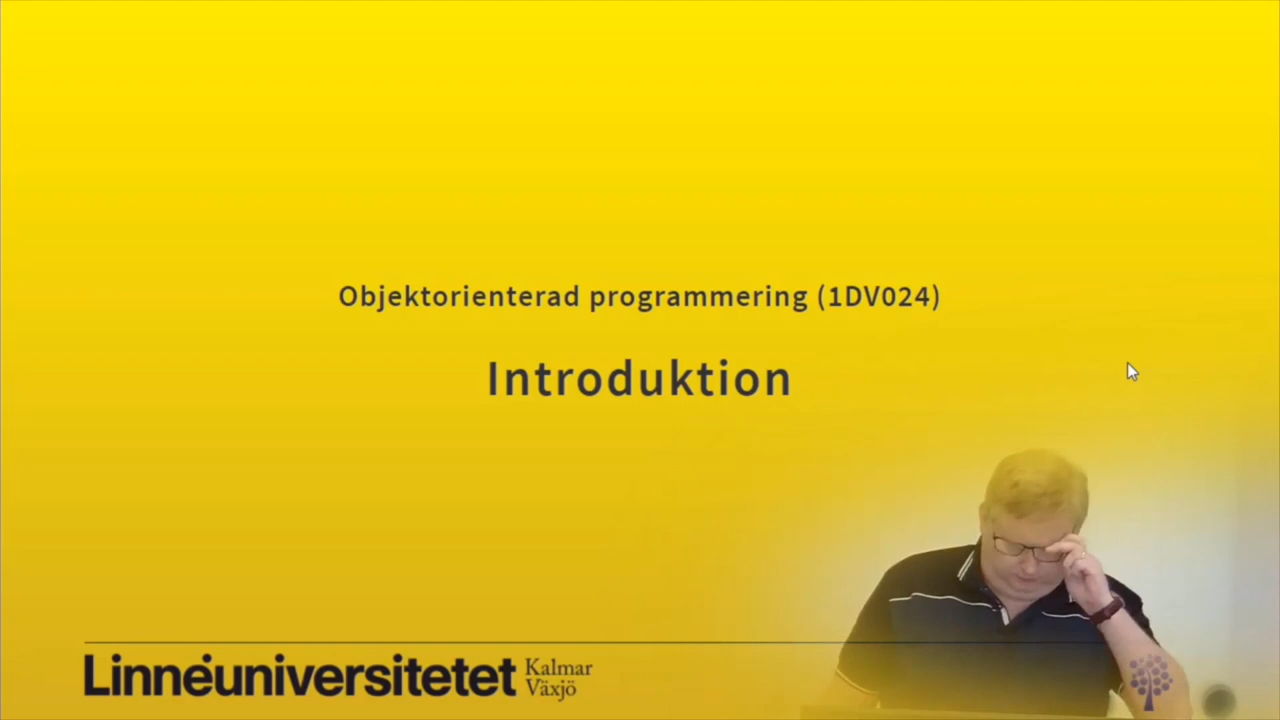 Objektorienterad programmering (1DV024)
Introduktion
Linnéuniversitetet
Kalmar
Växjö